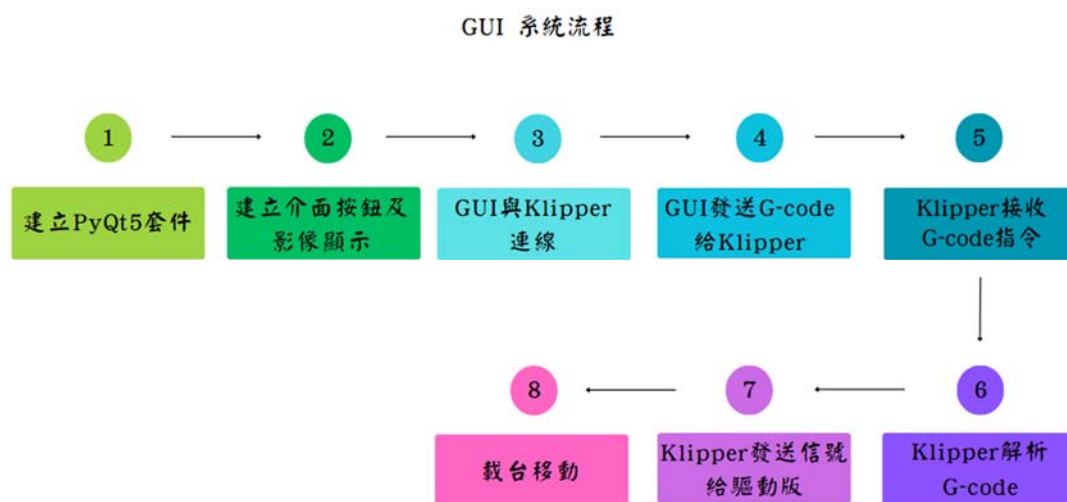 GUI 系統流程
1
2
3
4
5
建立PyQt5套件
建立介面按鈕及
影像顯示
GUI與Klipper
連線
GUI發送G-code
給Klipper
Klipper接收
G-code指令
8
7
6
載台移動
Klipper發送信號
給驅動版
Klipper解析
G-code